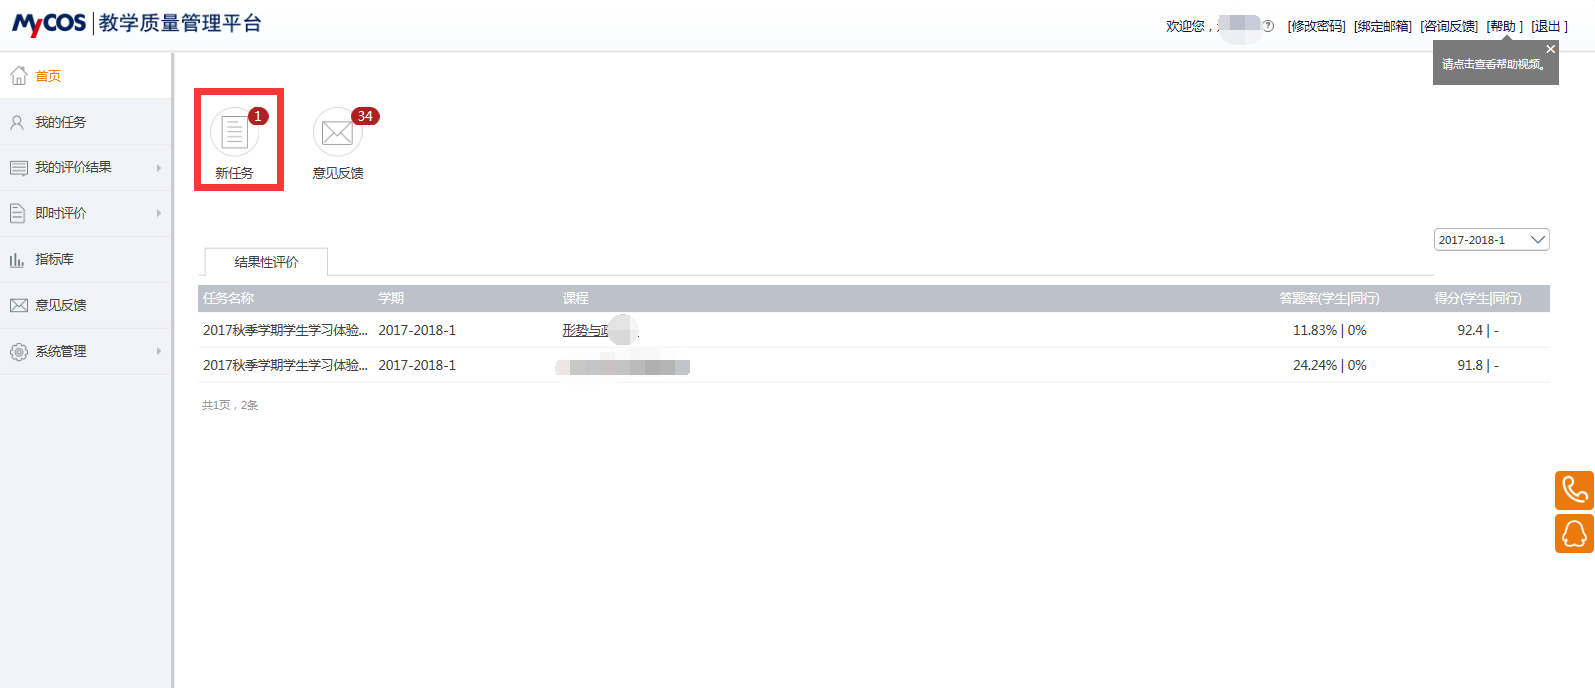 MyCOS 教学质量管理平台
欢迎您， [修改密码] [绑定邮箱] [咨询反馈] [帮助 ] [退出 ]
请点击查看帮助视频。
首页
我的任务
我的评价结果
即时评价
指标库
意见反馈
系统管理
1
新任务
34
意见反馈
2017-2018-1
结果性评价
任务名称 学期 课程 答题率(学生|同行) 得分(学生|同行)
2017秋季学期学生学习体验... 2017-2018-1 形势与 11.83% | 0% 92.4 | -
2017秋季学期学生学习体验... 2017-2018-1 24.24% | 0% 91.8 | -
共1页，2条